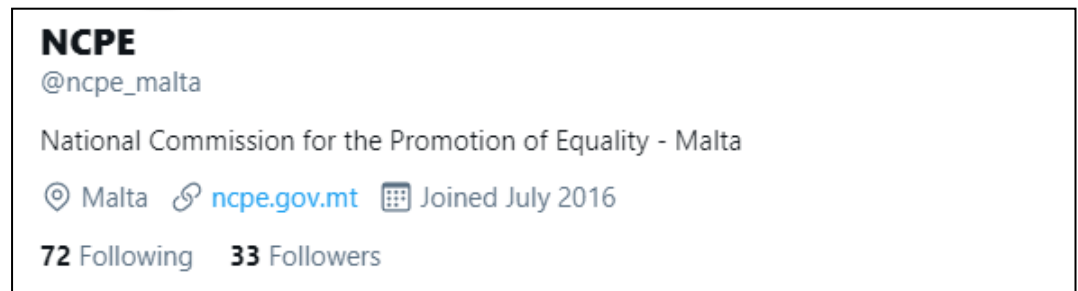 NCPE
@ncpe_malta
National Commission for the Promotion of Equality - Malta
Malta ncpe.gov.mt Joined July 2016
72 Following 33 Followers